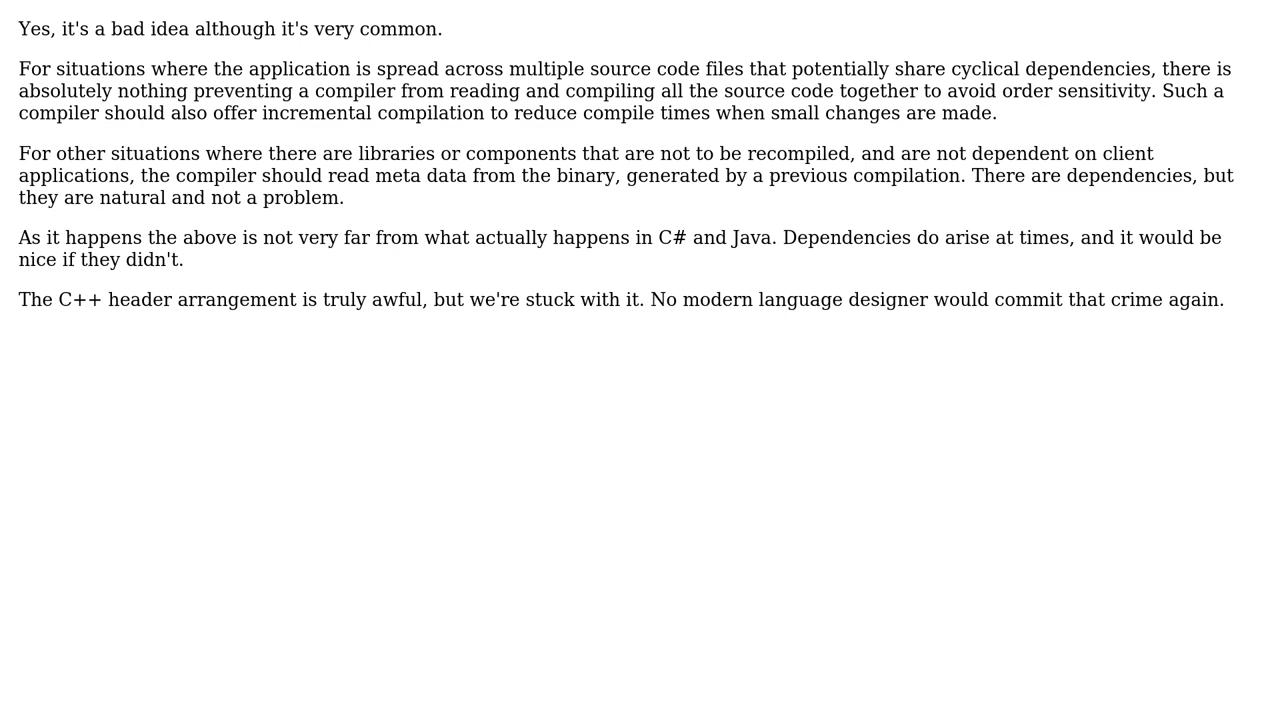 Yes, it's a bad idea although it's very common.
For situations where the application is spread across multiple source code files that potentially share cyclical dependencies, there is
absolutely nothing preventing a compiler from reading and compiling all the source code together to avoid order sensitivity. Such a
compiler should also offer incremental compilation to reduce compile times when small changes are made.
For other situations where there are libraries or components that are not to be recompiled, and are not dependent on client
applications, the compiler should read meta data from the binary, generated by a previous compilation. There are dependencies, but
they are natural and not a problem.
As it happens the above is not very far from what actually happens in C# and Java. Dependencies do arise at times, and it would be
nice if they didn't.
The C++ header arrangement is truly awful, but we're stuck with it. No modern language designer would commit that crime again.